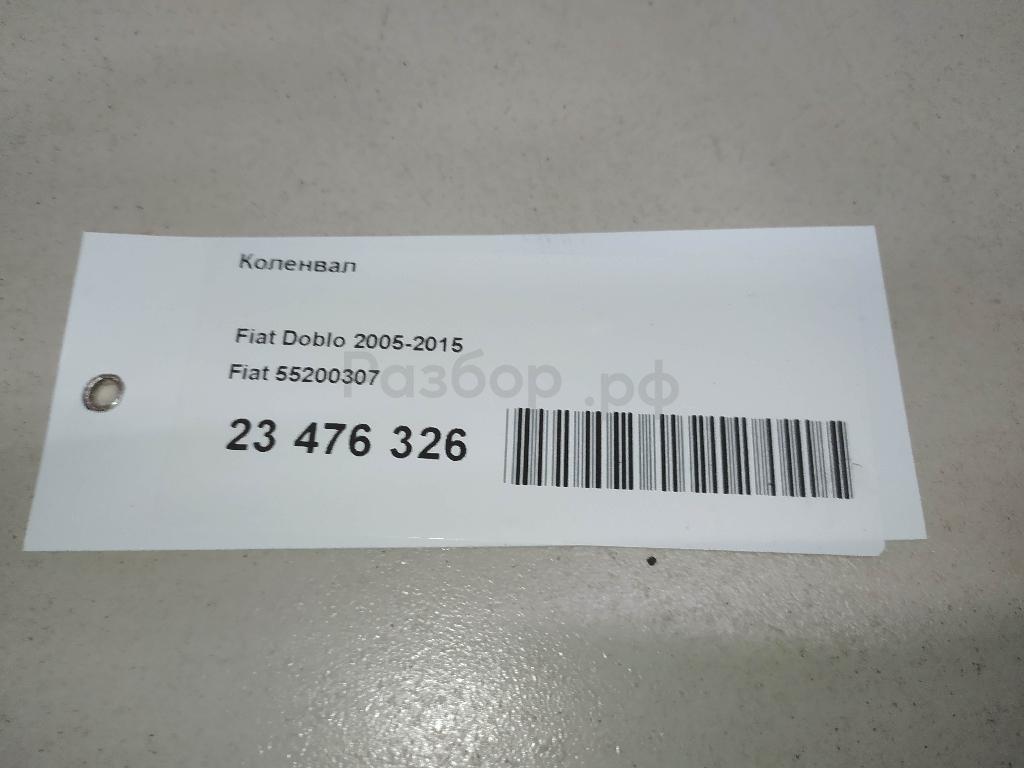 Коленвал
Fiat Doblo 2005-2015
Fiat 55200307
Разбор.рф
23 476 326